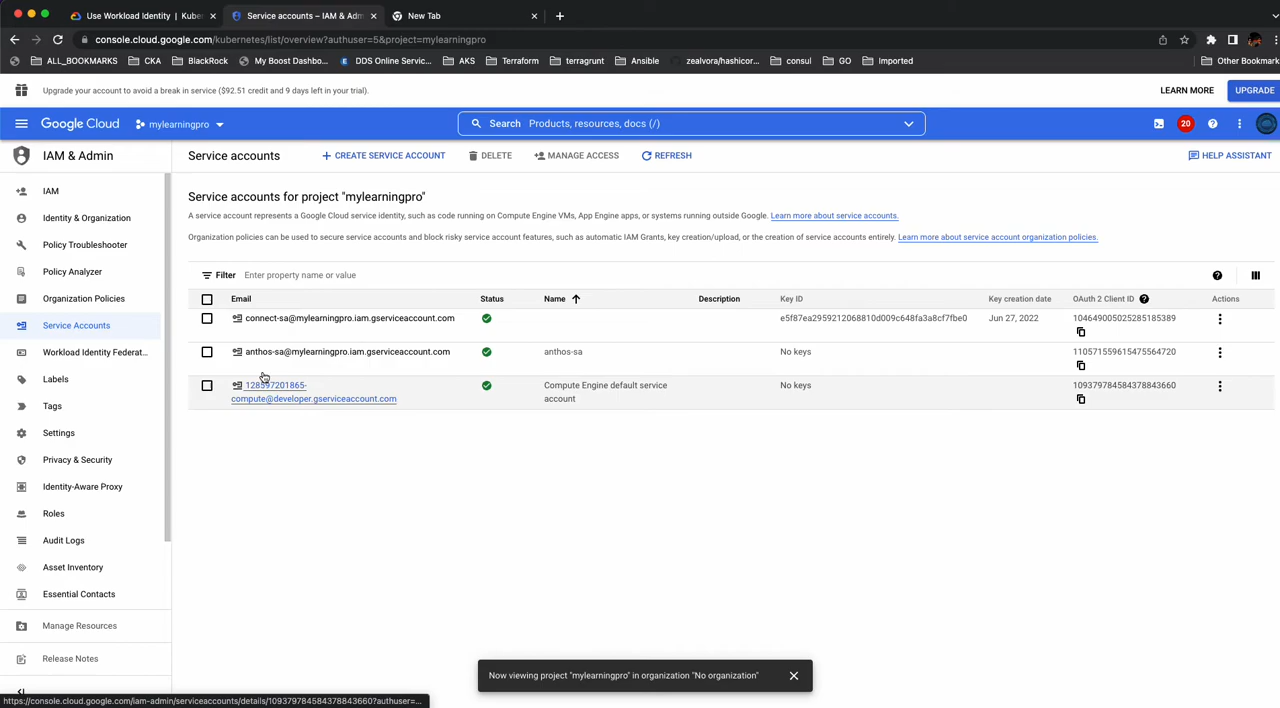 Use Workload Identity | Kube
Service accounts – IAM & Adm
New Tab
console.cloud.google.com/kubernetes/list/overview?authuser=5&project=mylearningpro
ALL_BOOKMARKS
CKA
BlackRock
My Boost Dashbo...
DDS Online Servic...
AKS
Terraform
terragrunt
Ansible
zealvora/hashicor...
consul
GO
Imported
Other Bookmark
Upgrade your account to avoid a break in service ($92.51 credit and 9 days left in your trial).
LEARN MORE
UPGRADE
Google Cloud
mylearningpro
Search Products, resources, docs (/)
20
IAM & Admin
Service accounts
+ CREATE SERVICE ACCOUNT
DELETE
MANAGE ACCESS
REFRESH
HELP ASSISTANT
IAM
Identity & Organization
Policy Troubleshooter
Policy Analyzer
Organization Policies
Service Accounts
Workload Identity Federat...
Labels
Tags
Settings
Privacy & Security
Identity-Aware Proxy
Roles
Audit Logs
Asset Inventory
Essential Contacts
Manage Resources
Release Notes
Service accounts for project "mylearningpro"
A service account represents a Google Cloud service identity, such as code running on Compute Engine VMs, App Engine apps, or systems running outside Google. Learn more about service accounts.
Organization policies can be used to secure service accounts and block risky service account features, such as automatic IAM Grants, key creation/upload, or the creation of service accounts entirely. Learn more about service account organization policies.
Filter Enter property name or value
Email Status Name Description Key ID Key creation date OAuth 2 Client ID Actions
connect-sa@mylearningpro.iam.gserviceaccount.com e5f87ea2959212068810d009c648fa3a8cf7fbe0 Jun 27, 2022 104649005025285185389
anthos-sa@mylearningpro.iam.gserviceaccount.com anthos-sa No keys 110571559615475564720
128597201865- Compute Engine default service No keys 109379784584378843660
compute@developer.gserviceaccount.com account
Now viewing project "mylearningpro" in organization "No organization"
https://console.cloud.google.com/iam-admin/serviceaccounts/details/109379784584378843660?authuser=...